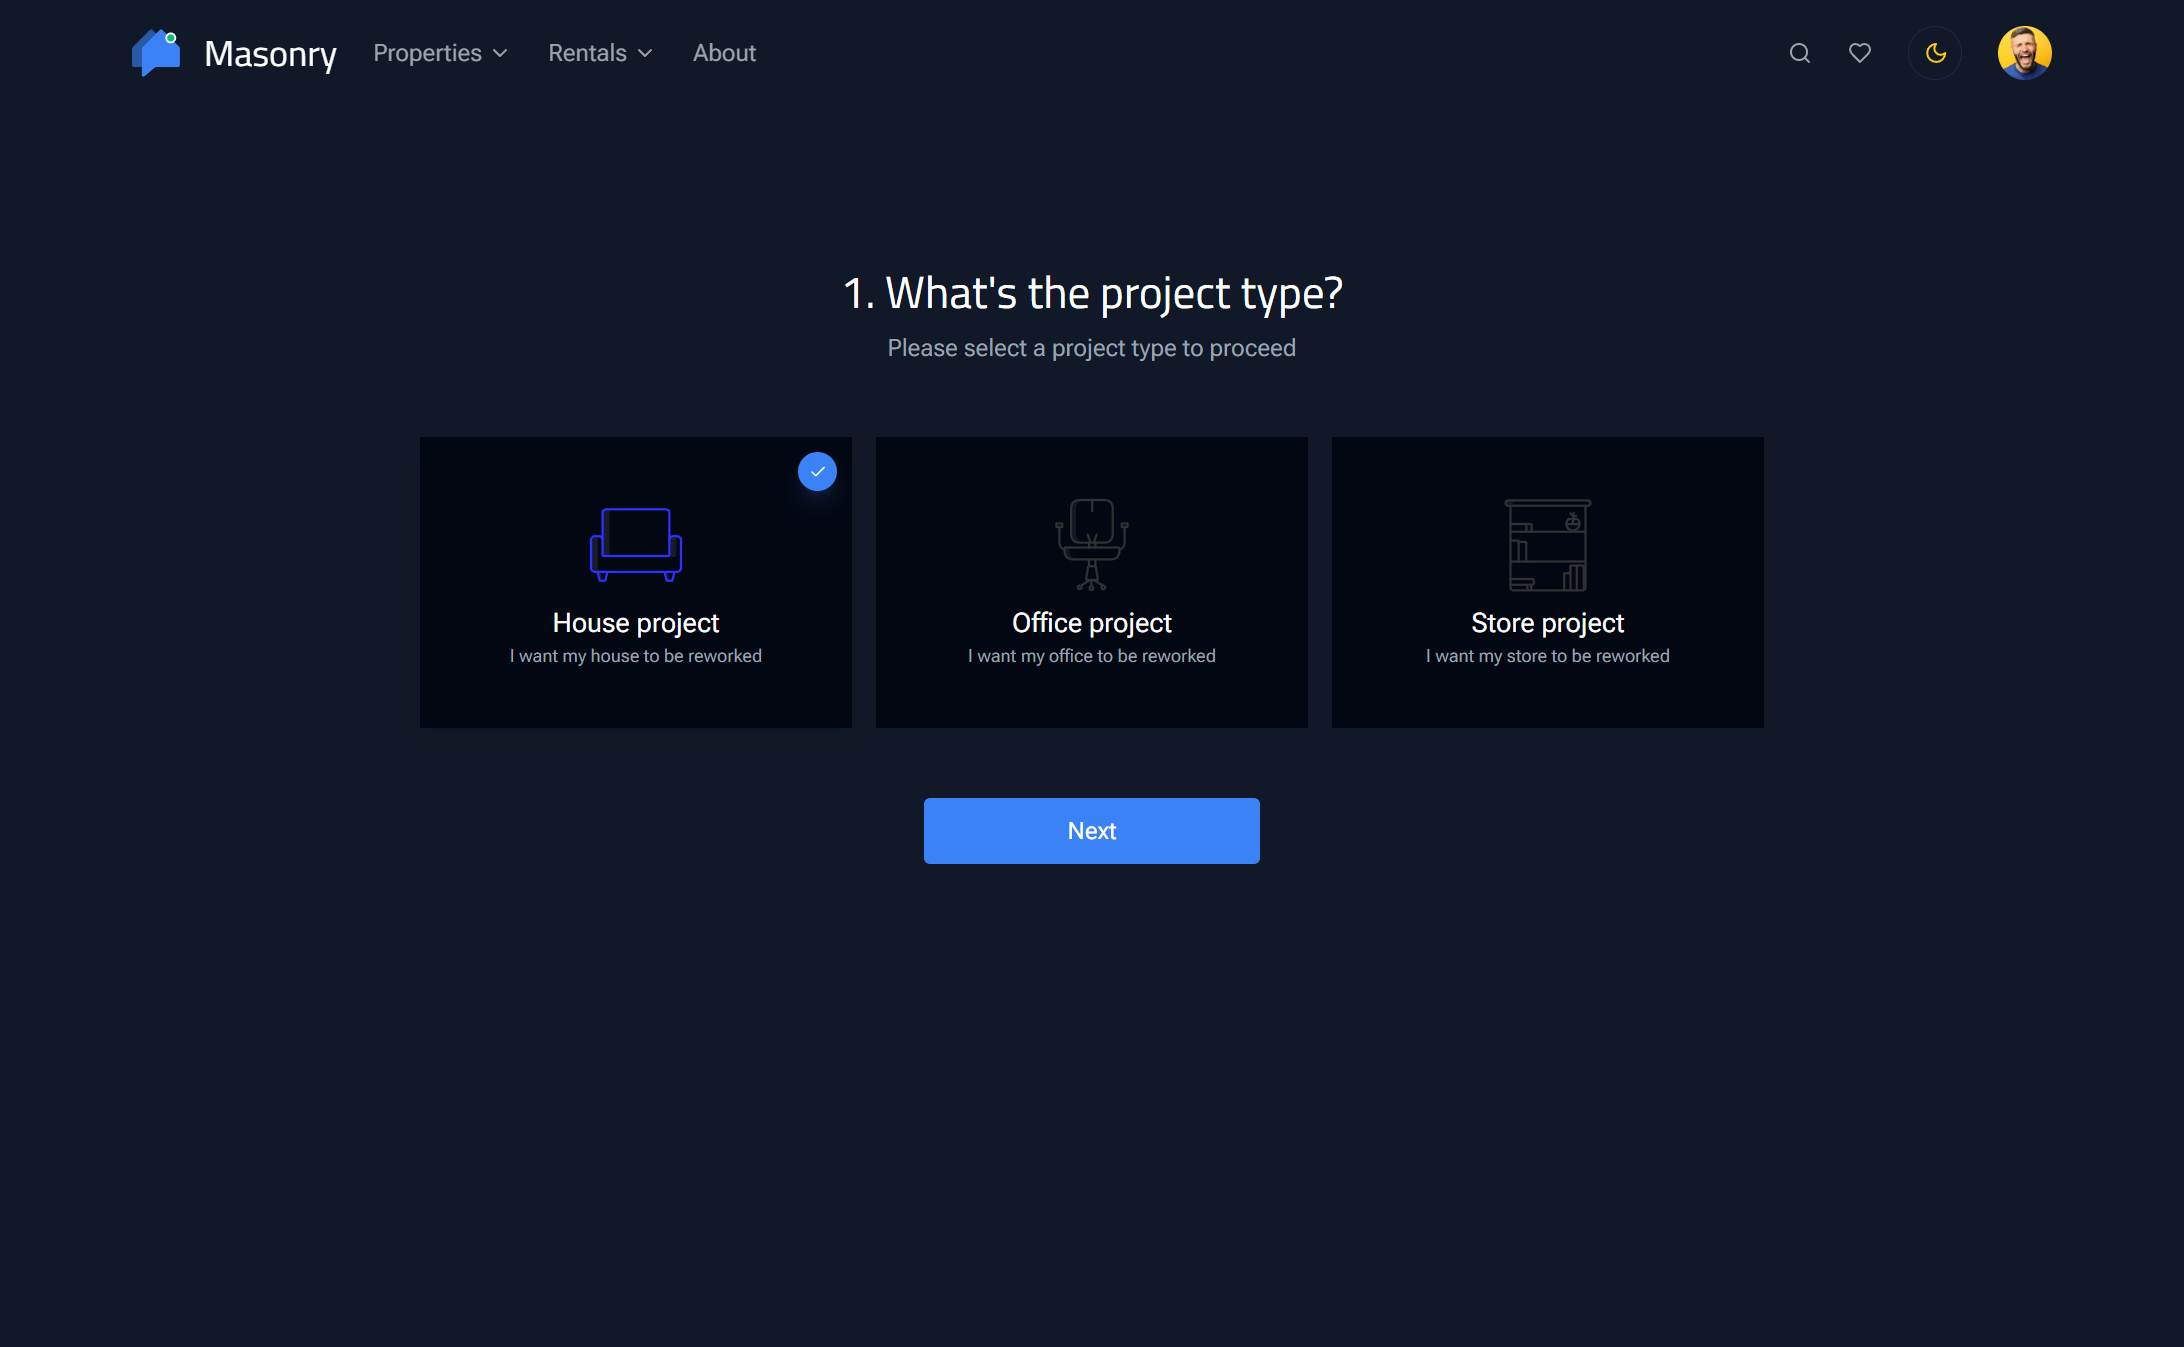 Masonry
Properties
Rentals
About
1. What's the project type?
Please select a project type to proceed
House project
I want my house to be reworked
Office project
I want my office to be reworked
Store project
I want my store to be reworked
Next